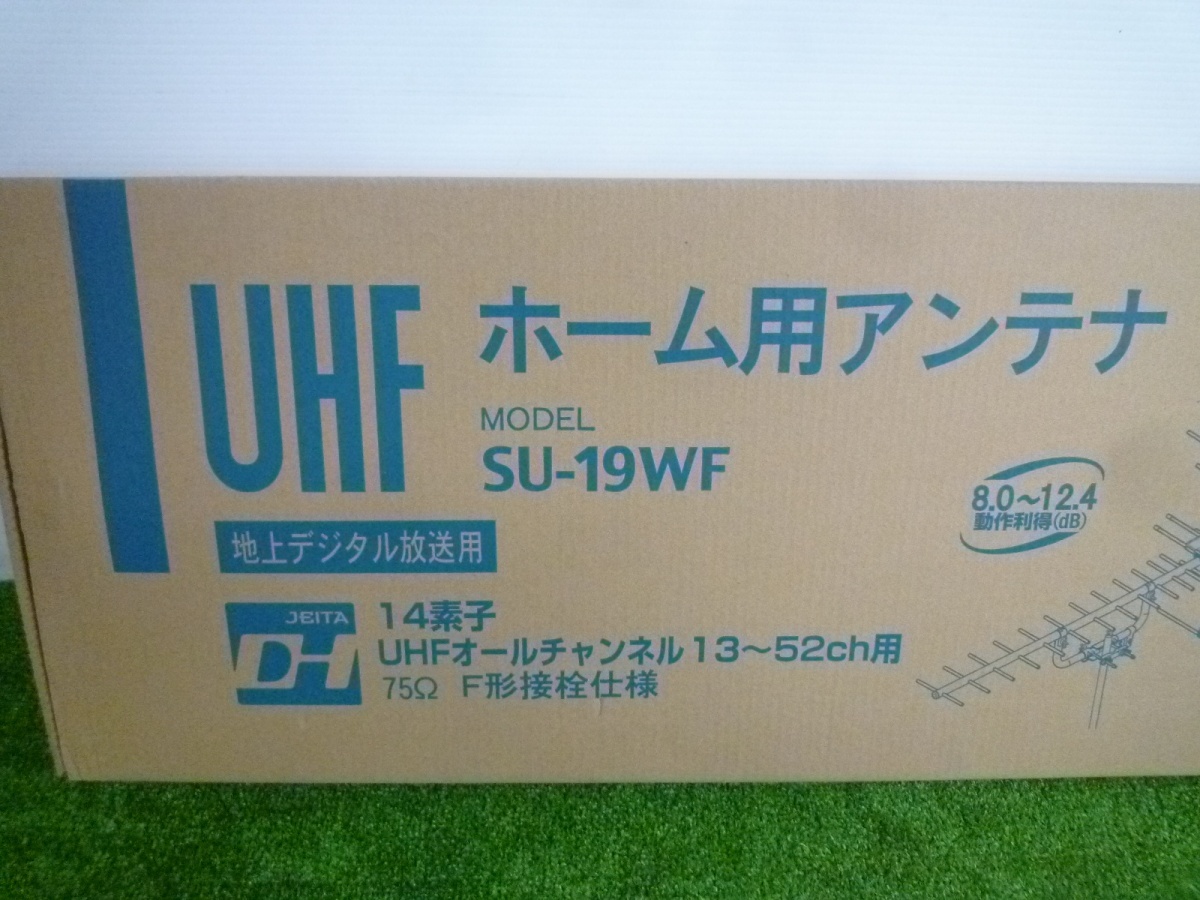 UHF ホーム用アンテナ
MODEL
SU-19WF
8.0～12.4
動作利得(dB)
地上デジタル放送用
JEITA
DH
14素子
UHFオールチャンネル13～52ch用
75Ω F形接栓仕様